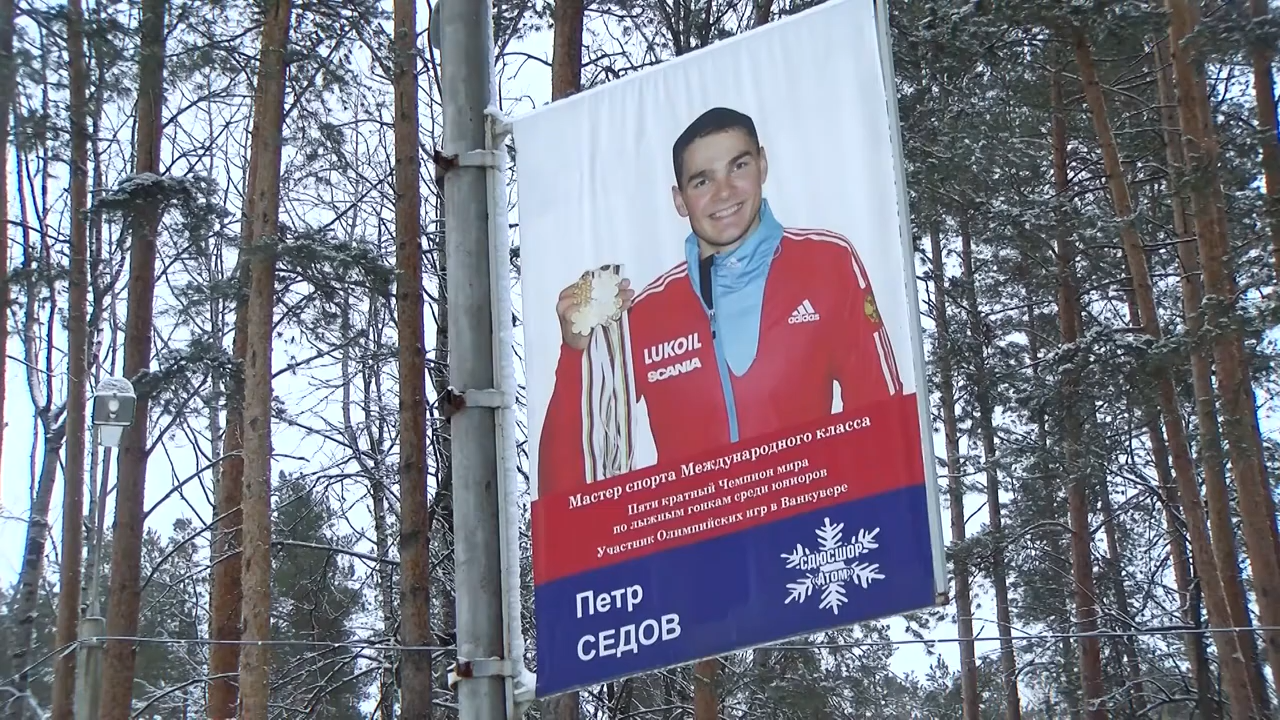 LUKOIL
SCANIA
adidas
Мастер спорта Международного класса
Пяти кратный Чемпион мира
по лыжным гонкам среди юниоров
Участник Олимпийских игр в Ванкувере
Петр
СЕДОВ
СДЮСШОР
«АТОМ»